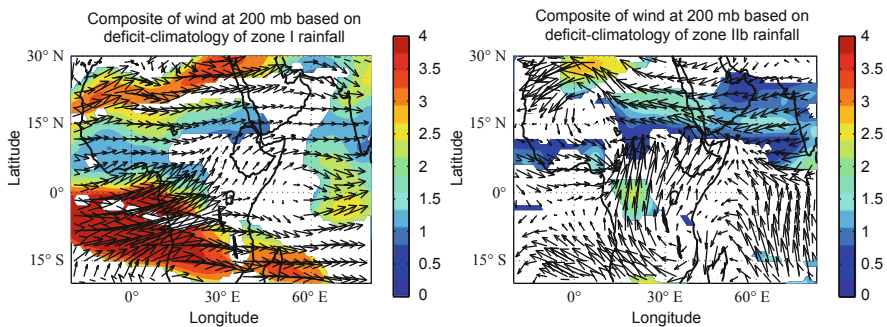 Composite of wind at 200 mb based on
deficit-climatology of zone I rainfall
30° N
15° N
0°
15° S
Latitude
0°
30° E
60° E
Longitude
4
3.5
3
2.5
2
1.5
1
0.5
0
Composite of wind at 200 mb based on
deficit-climatology of zone IIb rainfall
30° N
15° N
0°
15° S
Latitude
0°
30° E
60° E
Longitude
4
3.5
3
2.5
2
1.5
1
0.5
0